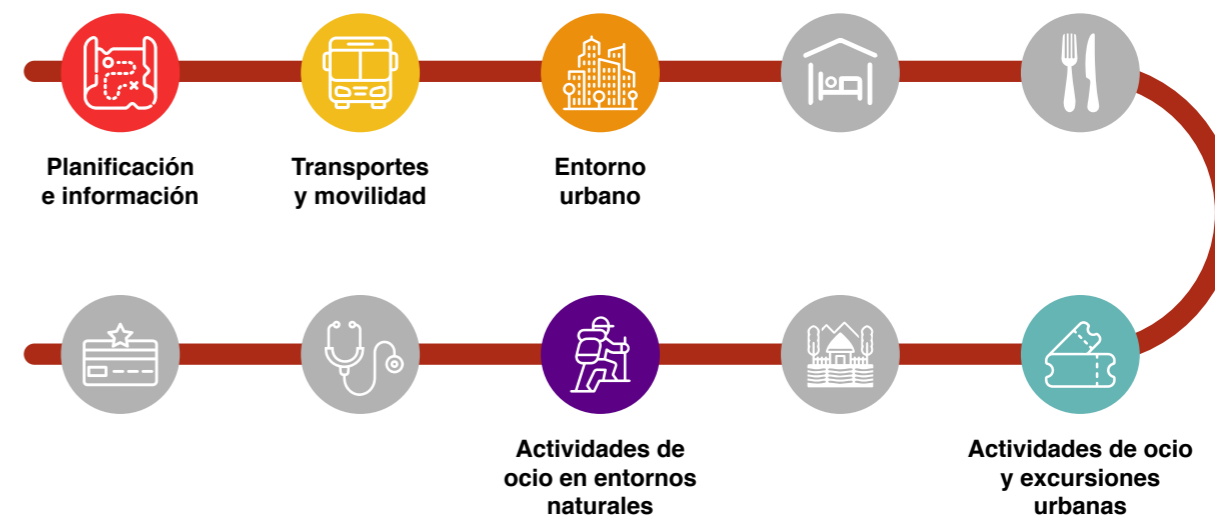 Planificación
e información
Transportes
y movilidad
Entorno
urbano
Actividades de
ocio en entornos
naturales
Actividades de ocio
y excursiones
urbanas